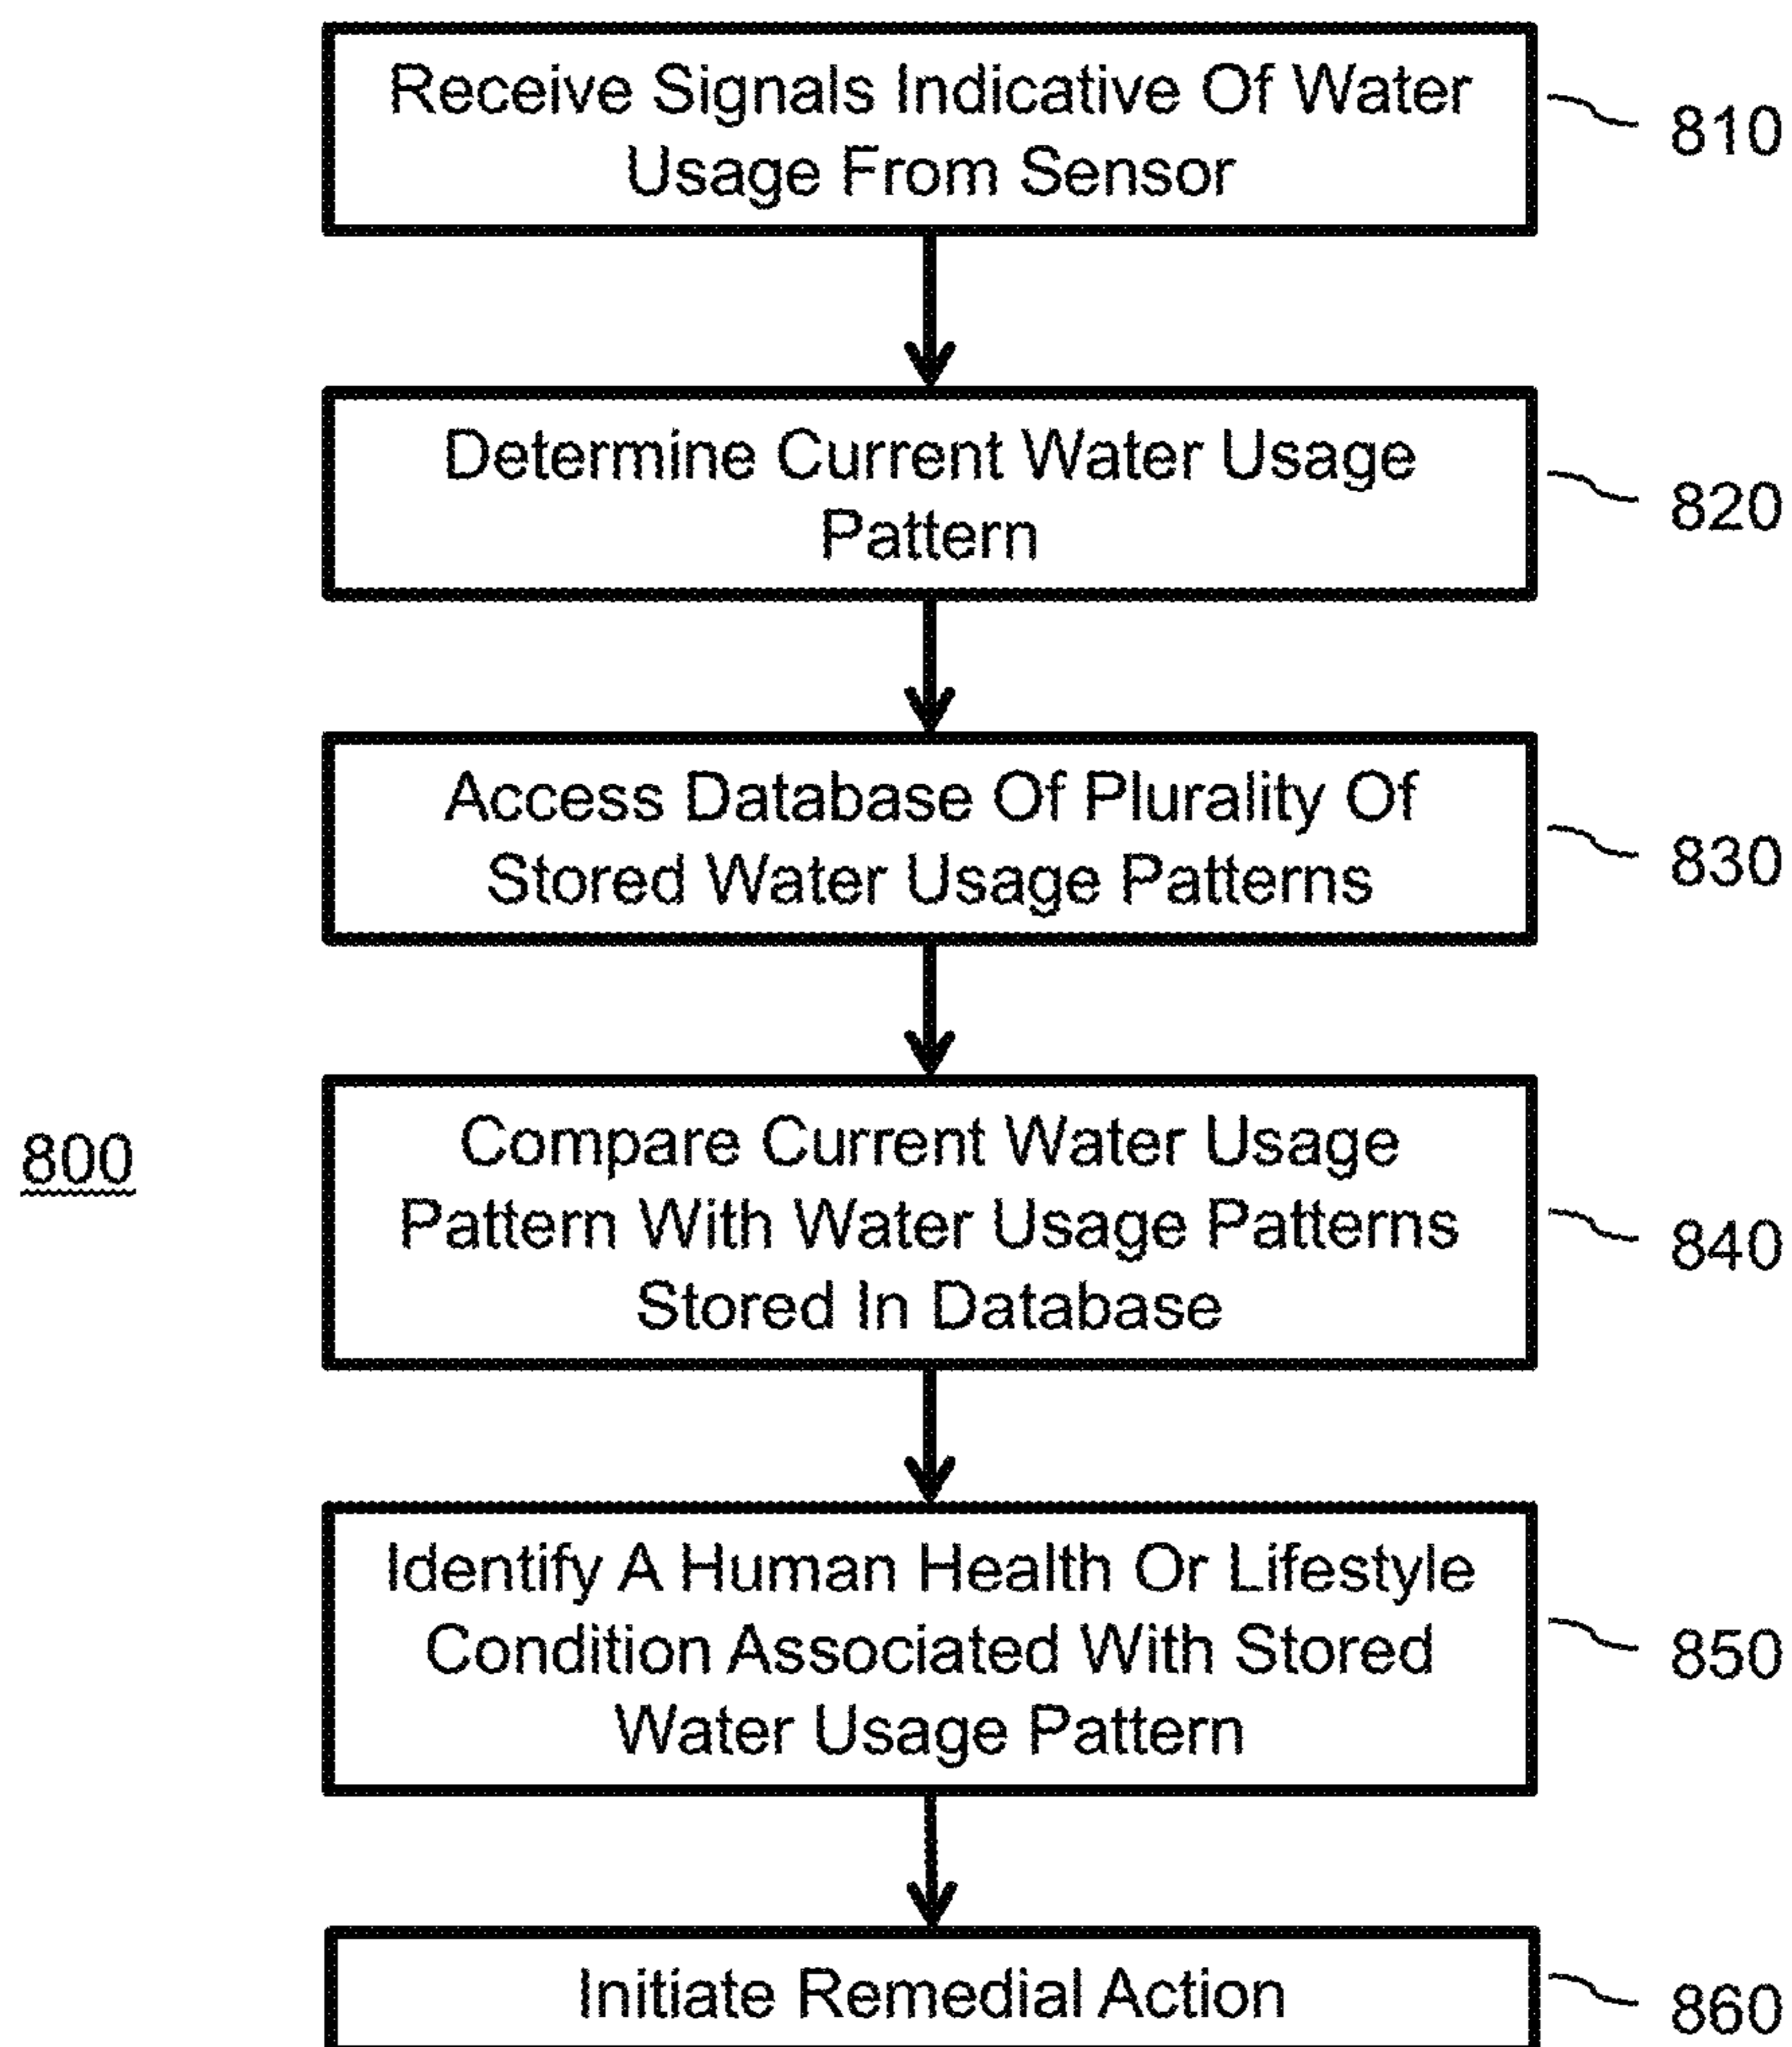 Receive Signals Indicative Of Water
Usage From Sensor
810
Determine Current Water Usage
Pattern
820
Access Database Of Plurality Of
Stored Water Usage Patterns
830
800
Compare Current Water Usage
Pattern With Water Usage Patterns
Stored In Database
840
Identify A Human Health Or Lifestyle
Condition Associated With Stored
Water Usage Pattern
850
Initiate Remedial Action
860